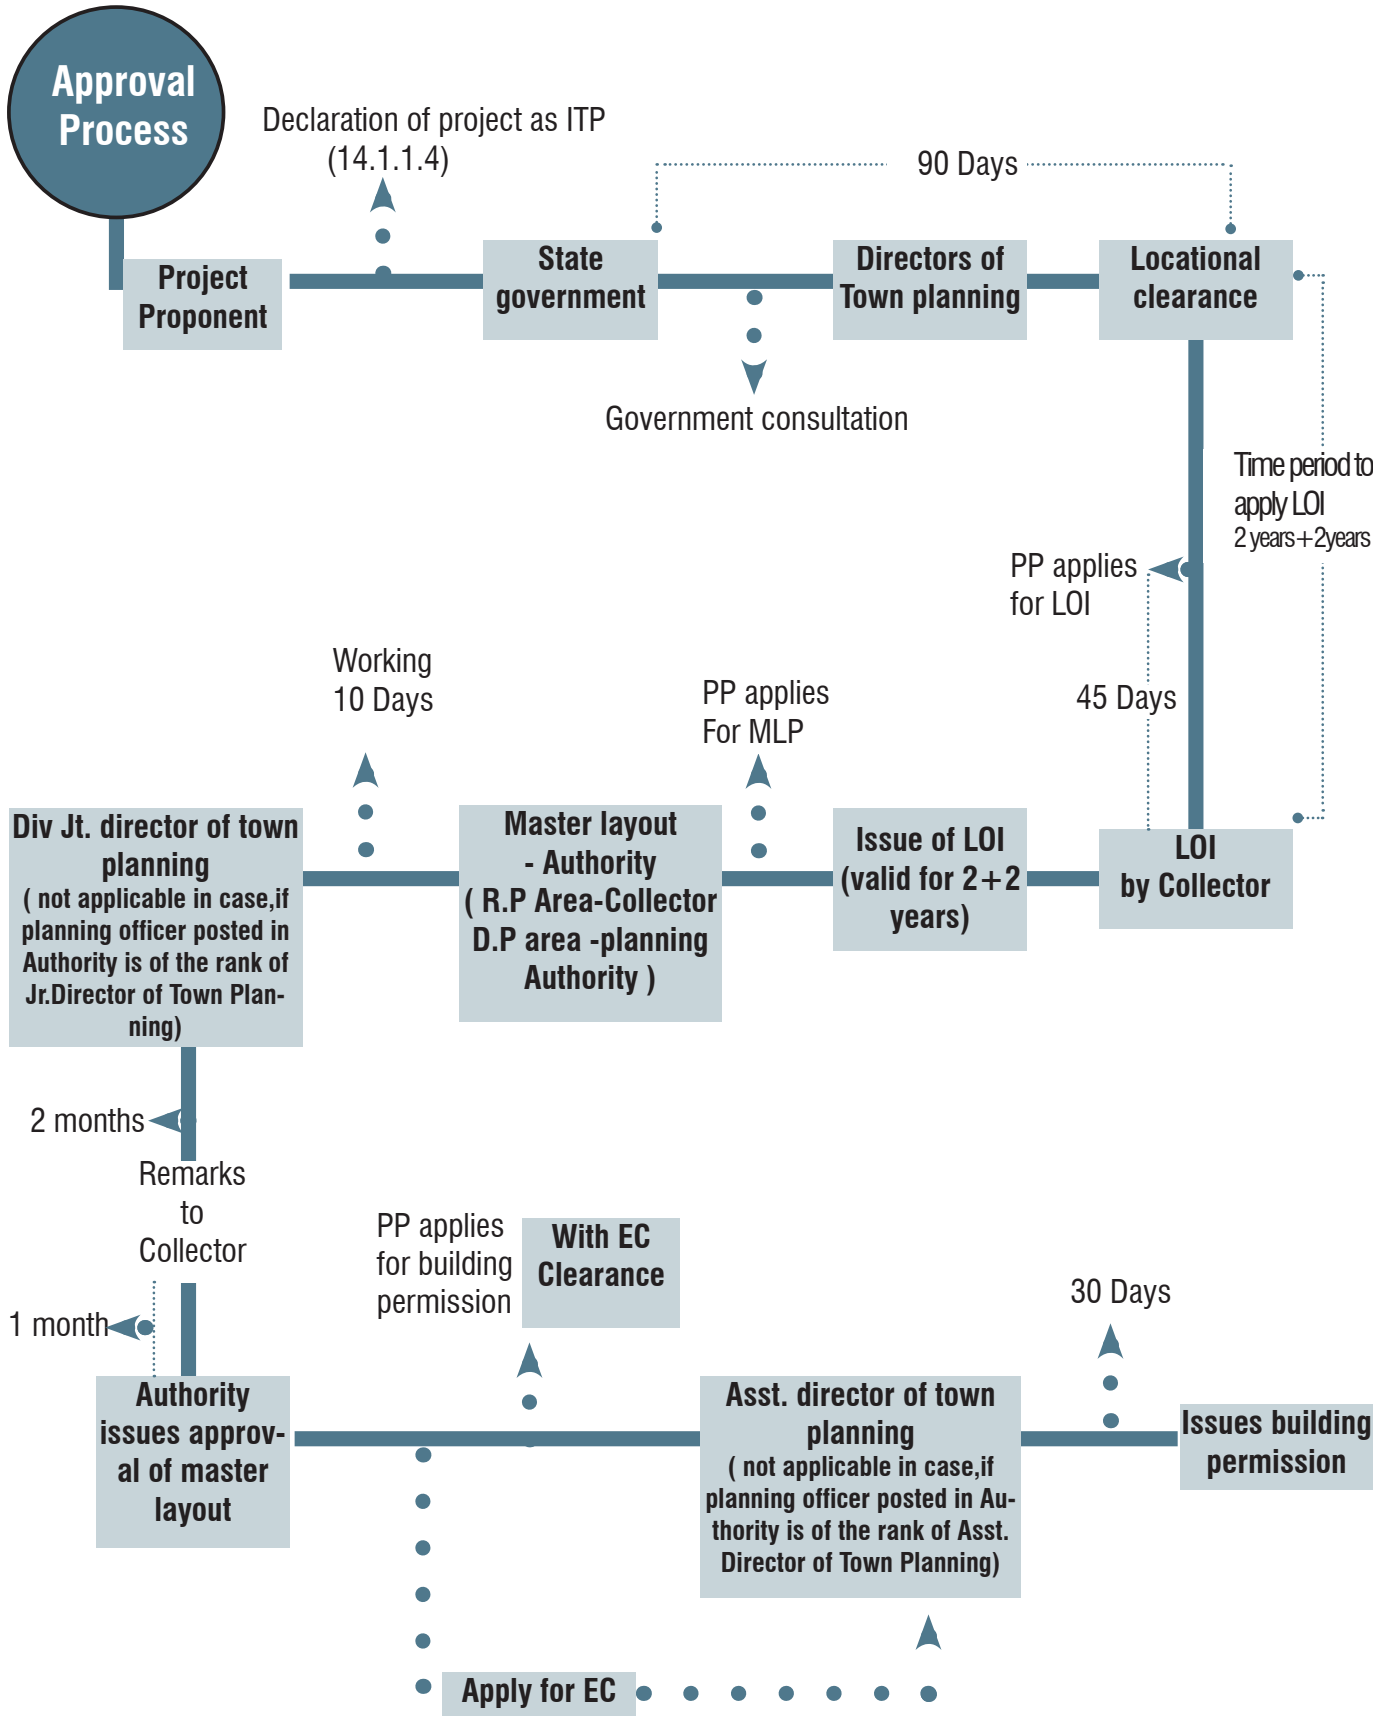 Approval
Process
Declaration of project as ITP
(14.1.1.4)
90 Days
Project
Proponent
State
government
Directors of
Town planning
Locational
clearance
Government consultation
Time period to
apply LOI
2 years+2years
PP applies
for LOI
45 Days
LOI
by Collector
Issue of LOI
(valid for 2+2
years)
PP applies
For MLP
Master layout
- Authority
( R.P Area-Collector
D.P area -planning
Authority )
Working
10 Days
Div Jt. director of town
planning
( not applicable in case,if
planning officer posted in
Authority is of the rank of
Jr.Director of Town Plan-
ning)
2 months
Remarks
to
Collector
1 month
Authority
issues approv-
al of master
layout
PP applies
for building
permission
With EC
Clearance
Apply for EC
Asst. director of town
planning
( not applicable in case,if
planning officer posted in Au-
thority is of the rank of Asst.
Director of Town Planning)
30 Days
Issues building
permission